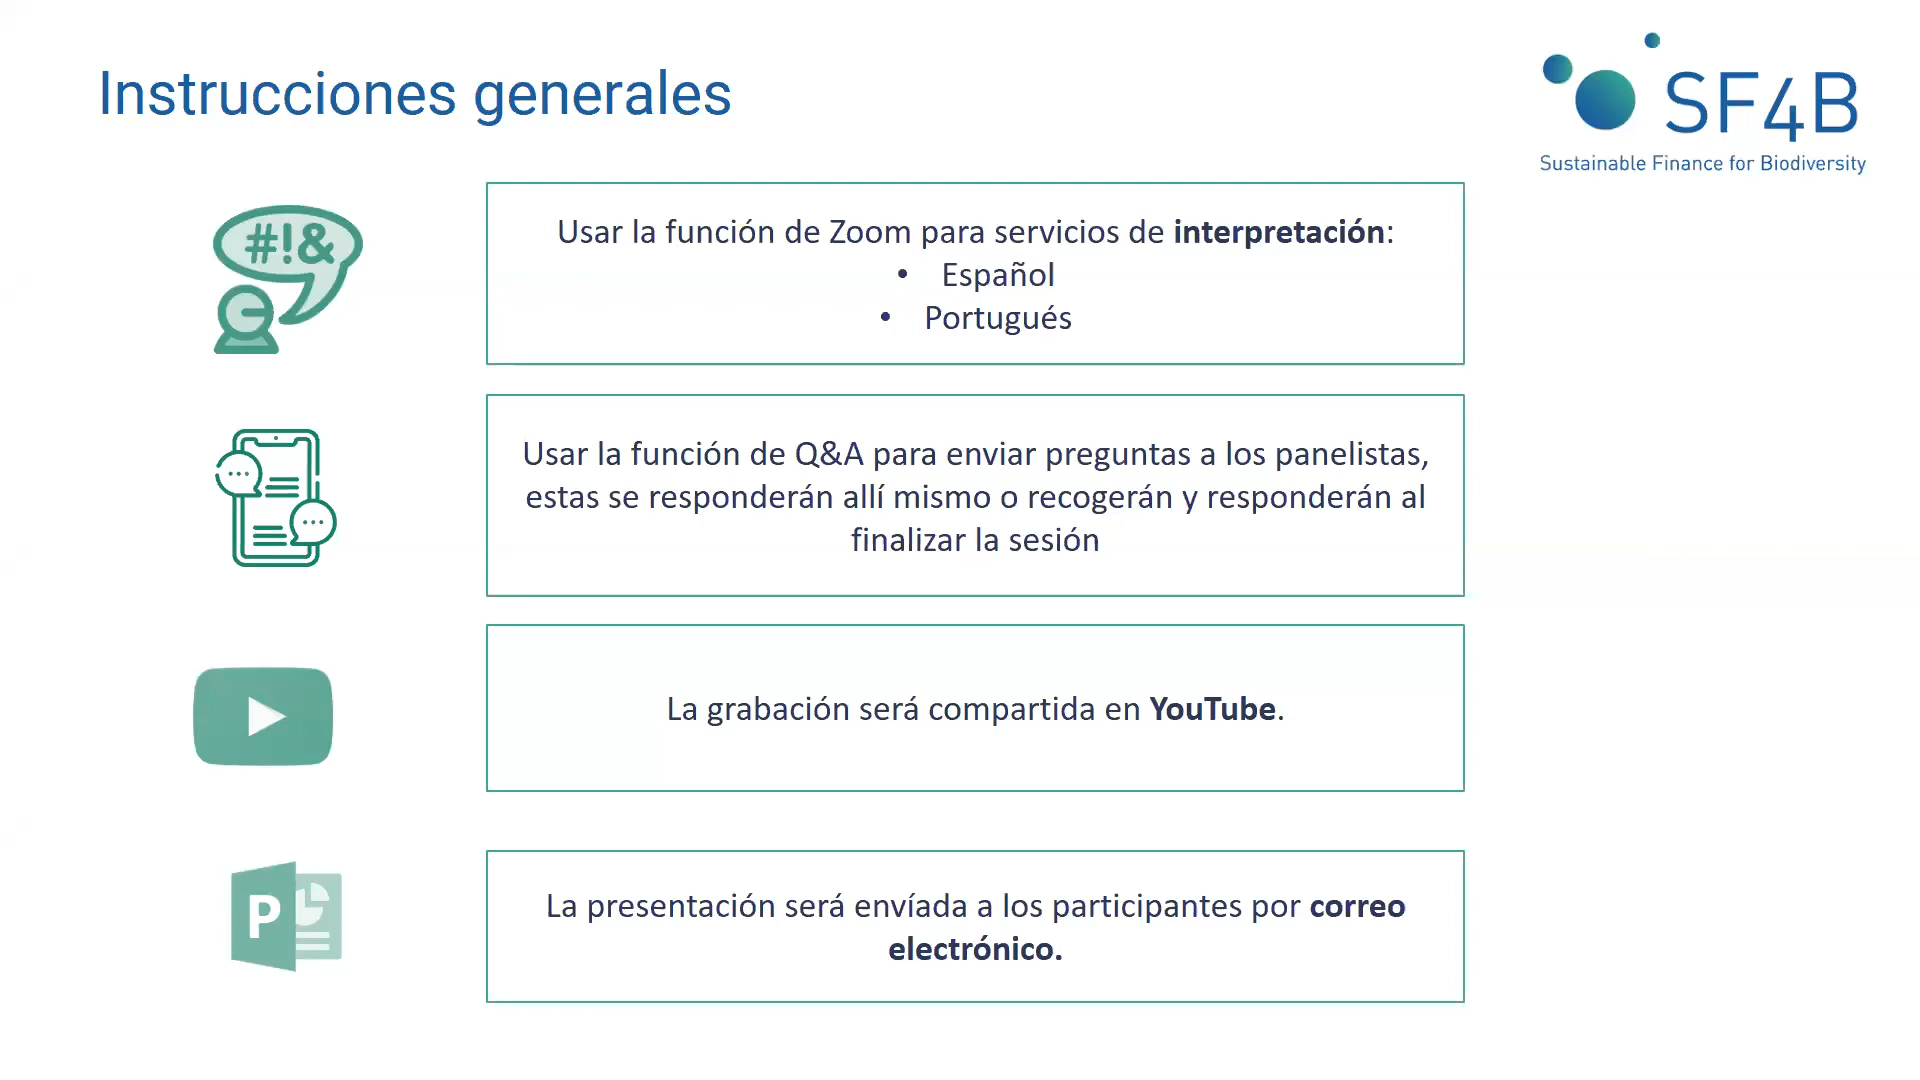 Instrucciones generales
SF4B
Sustainable Finance for Biodiversity
#!&
Usar la función de Zoom para servicios de interpretación:
• Español
• Portugués
Usar la función de Q&A para enviar preguntas a los panelistas,
estas se responderán allí mismo o recogerán y responderán al
finalizar la sesión
La grabación será compartida en YouTube.
P
La presentación será envíada a los participantes por correo
electrónico.